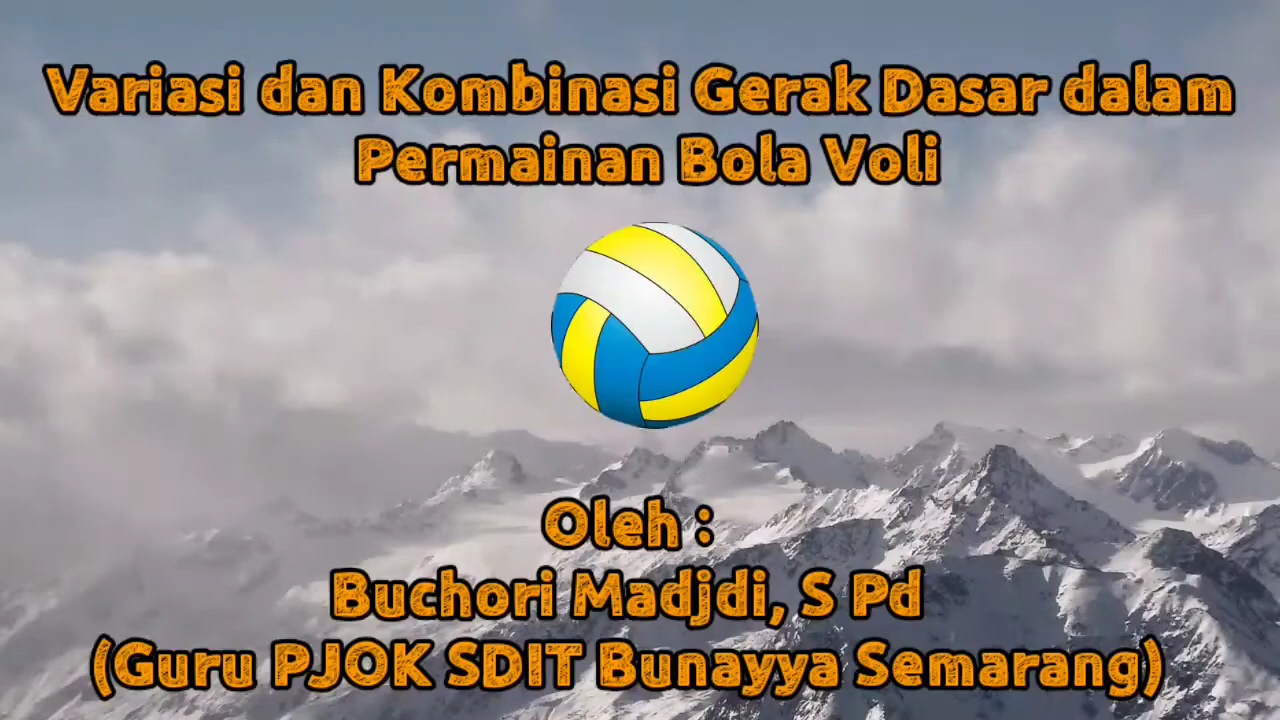 Variasi dan Kombinasi Gerak Dasar dalam
Permainan Bola Voli
Oleh :
Buchori Madjdi, S Pd
(Guru PJOK SDIT Bunayya Semarang)